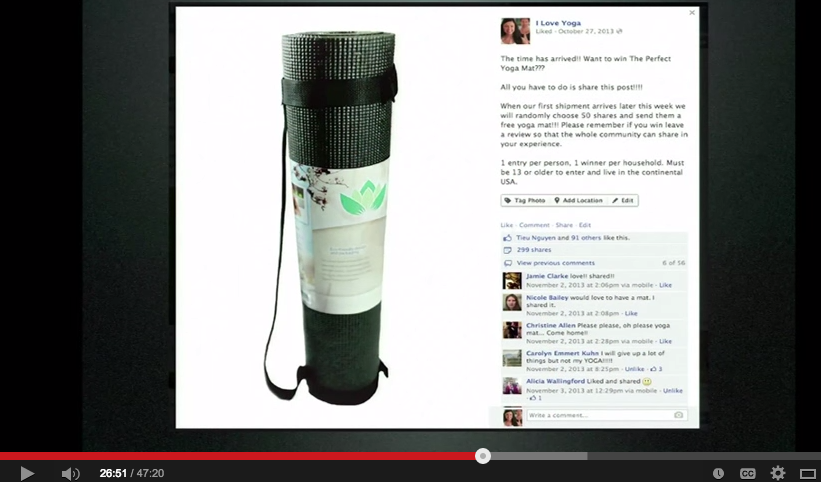 I Love Yoga
Liked · October 27, 2013
The time has arrived!! Want to win The Perfect
Yoga Mat???
All you have to do is share this post!!!!
When our first shipment arrives later this week we
will randomly choose 50 shares and send them a
free yoga mat!!! Please remember if you win leave
a review so that the whole community can share in
your experience.
1 entry per person, 1 winner per household. Must
be 13 or older to enter and live in the continental
USA.
Tag Photo Add Location Edit
Like · Comment · Share · Edit
Tieu Nguyen and 91 others like this.
299 shares
View previous comments 6 of 56
Jamie Clarke love!! shared!!
November 2, 2013 at 2:06pm via mobile · Like
Nicole Bailey would love to have a mat. I
shared it.
November 2, 2013 at 2:08pm · Like
Christine Allen Please please, oh please yoga
mat... Come home!!
November 2, 2013 at 2:28pm via mobile · Like
Carolyn Emmert Kuhn I will give up a lot of
things but not my YOGA!!!!!
November 2, 2013 at 8:25pm · Unlike · 3
Alicia Wallingford Liked and shared
November 3, 2013 at 12:29pm via mobile · Unlike
· 1
Write a comment...
26:51 / 47:20
CC